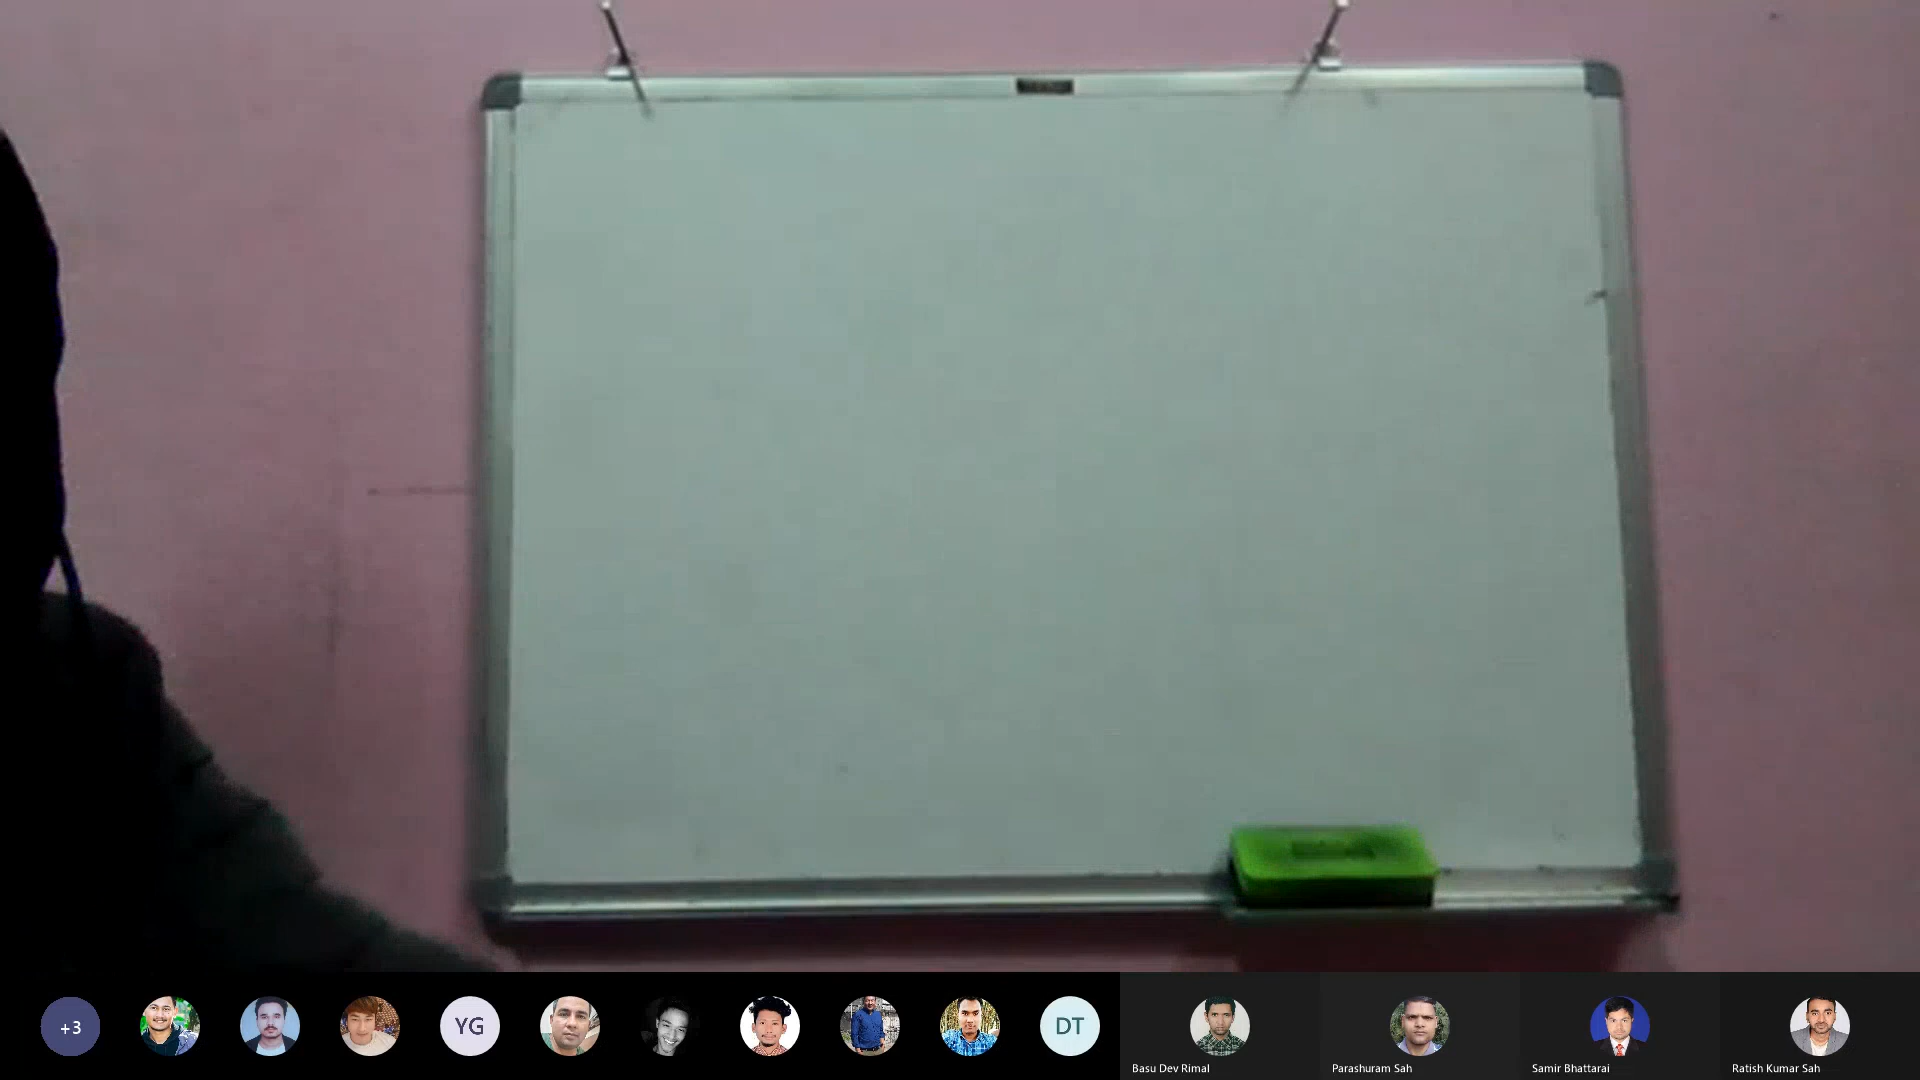 +3
YG
DT
Basu Dev Rimal
Parashuram Sah
Samir Bhattarai
Ratish Kumar Sah